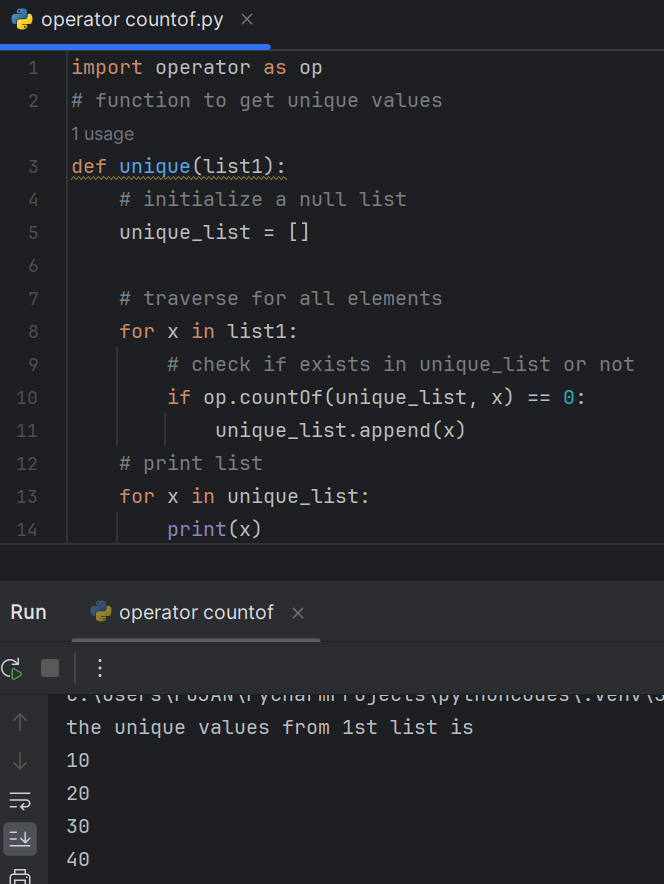 operator countof.py
1 import operator as op
2 # function to get unique values
1 usage
3 def unique(list1):
4     # initialize a null list
5     unique_list = []
6
7     # traverse for all elements
8     for x in list1:
9         # check if exists in unique_list or not
10         if op.countOf(unique_list, x) == 0:
11             unique_list.append(x)
12     # print list
13     for x in unique_list:
14         print(x)
Run operator countof
C:\Users\PUJAN\PycharmProjects\pythoncodes\.venv\S
the unique values from 1st list is
10
20
30
40